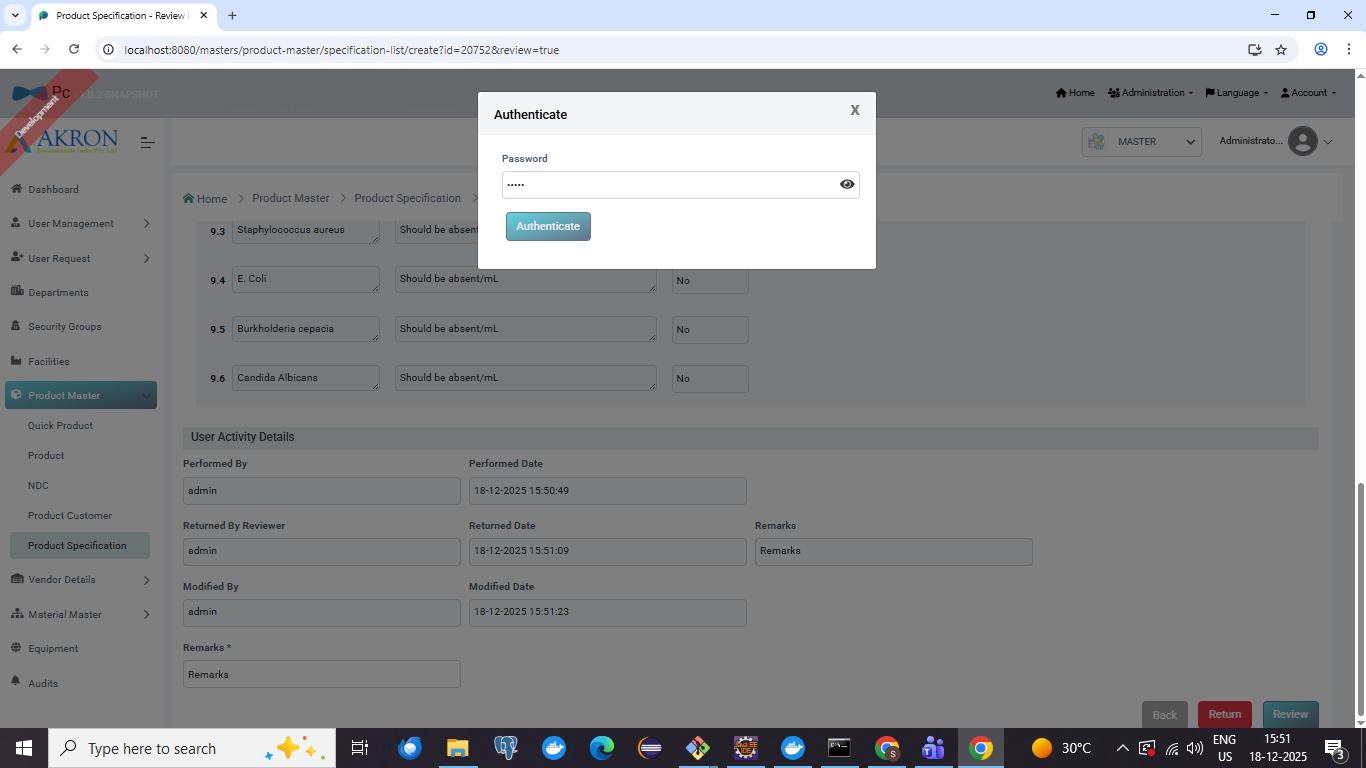 Product Specification - Review
localhost:8080/masters/product-master/specification-list/create?id=20752&review=true
Development
Pc
.0.2-SNAPSHOT
Home
Administration
Language
Account
AKRON
MASTER
Administrato...
Authenticate
X
Password
•••••
Authenticate
Home
Product Master
Product Specification
Dashboard
User Management
User Request
Departments
Security Groups
Facilities
Product Master
Quick Product
Product
NDC
Product Customer
Product Specification
Vendor Details
Material Master
Equipment
Audits
9.3 Staphylococcus aureus Should be absent
9.4 E. Coli Should be absent/mL No
9.5 Burkholderia cepacia Should be absent/mL No
9.6 Candida Albicans Should be absent/mL No
User Activity Details
Performed By Performed Date
admin 18-12-2025 15:50:49
Returned By Reviewer Returned Date Remarks
admin 18-12-2025 15:51:09 Remarks
Modified By Modified Date
admin 18-12-2025 15:51:23
Remarks *
Remarks
Back Return Review
Type here to search
S
30°C
ENG
US
15:51
18-12-2025
3